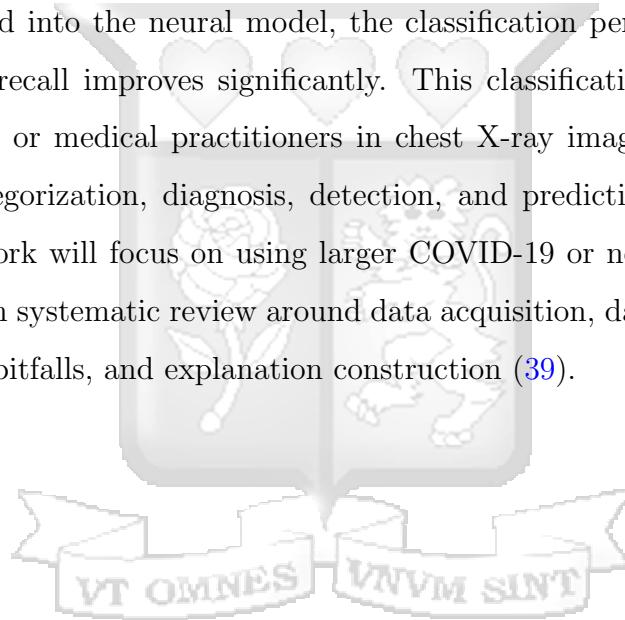 d into the neural model, the classification per
recall improves significantly. This classificati
or medical practitioners in chest X-ray imag
egorization, diagnosis, detection, and predicti
ork will focus on using larger COVID-19 or n
n systematic review around data acquisition, da
pitfalls, and explanation construction (39).
VT OMNES VNVM SINT